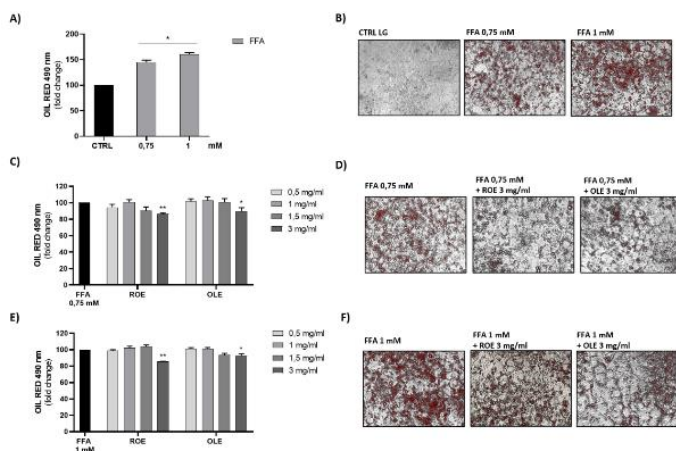 A)
*
FFA
OIL RED 490 nm
(fold change)
200
150
100
50
0
CTRL
0,75
1
mM
B)
CTRL LG
FFA 0,75 mM
FFA 1 mM
C)
OIL RED 490 nm
(fold change)
120
100
80
60
40
20
0
**
*
0,5 mg/ml
1 mg/ml
1,5 mg/ml
3 mg/ml
FFA
0,75 mM
ROE
OLE
D)
FFA 0,75 mM
FFA 0,75 mM
+ ROE 3 mg/ml
FFA 0,75 mM
+ OLE 3 mg/ml
E)
OIL RED 490 nm
(fold change)
120
100
80
60
40
20
0
**
*
0,5 mg/ml
1 mg/ml
1,5 mg/ml
3 mg/ml
FFA
1 mM
ROE
OLE
F)
FFA 1 mM
FFA 1 mM
+ ROE 3 mg/ml
FFA 1 mM
+ OLE 3 mg/ml